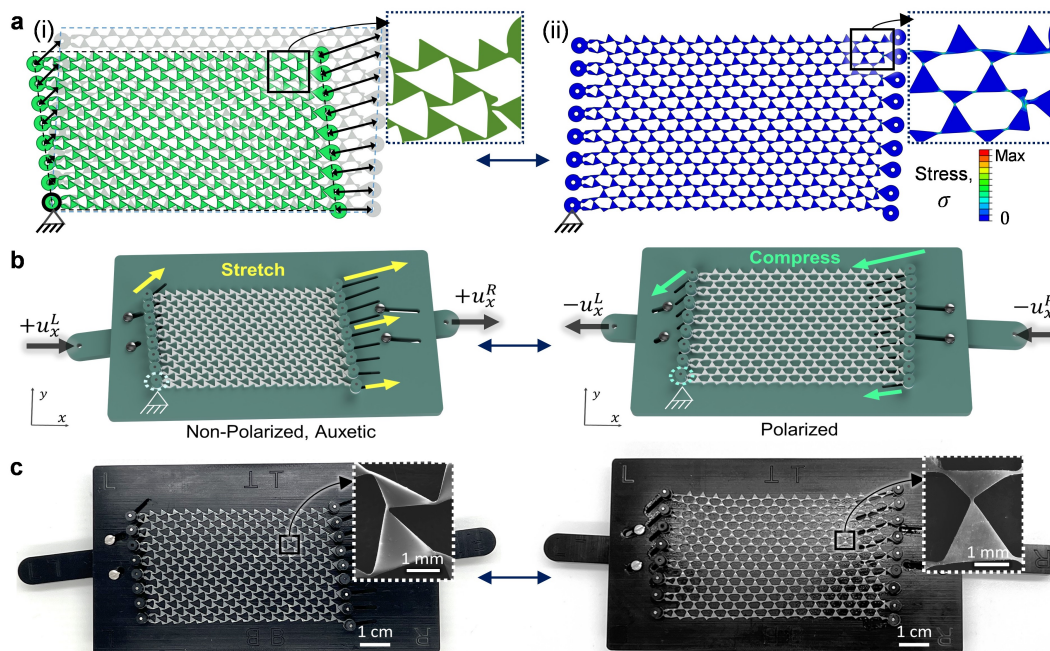 a
(i)
(ii)
Max
Stress,
σ
0
b
Stretch
+u_x^R
+u_x^L
y
x
Non-Polarized, Auxetic
Compress
−u_x^L
−u_x^R
y
x
Polarized
c
L
T T
1 mm
B B
R
1 cm
T T
1 mm
R
1 cm